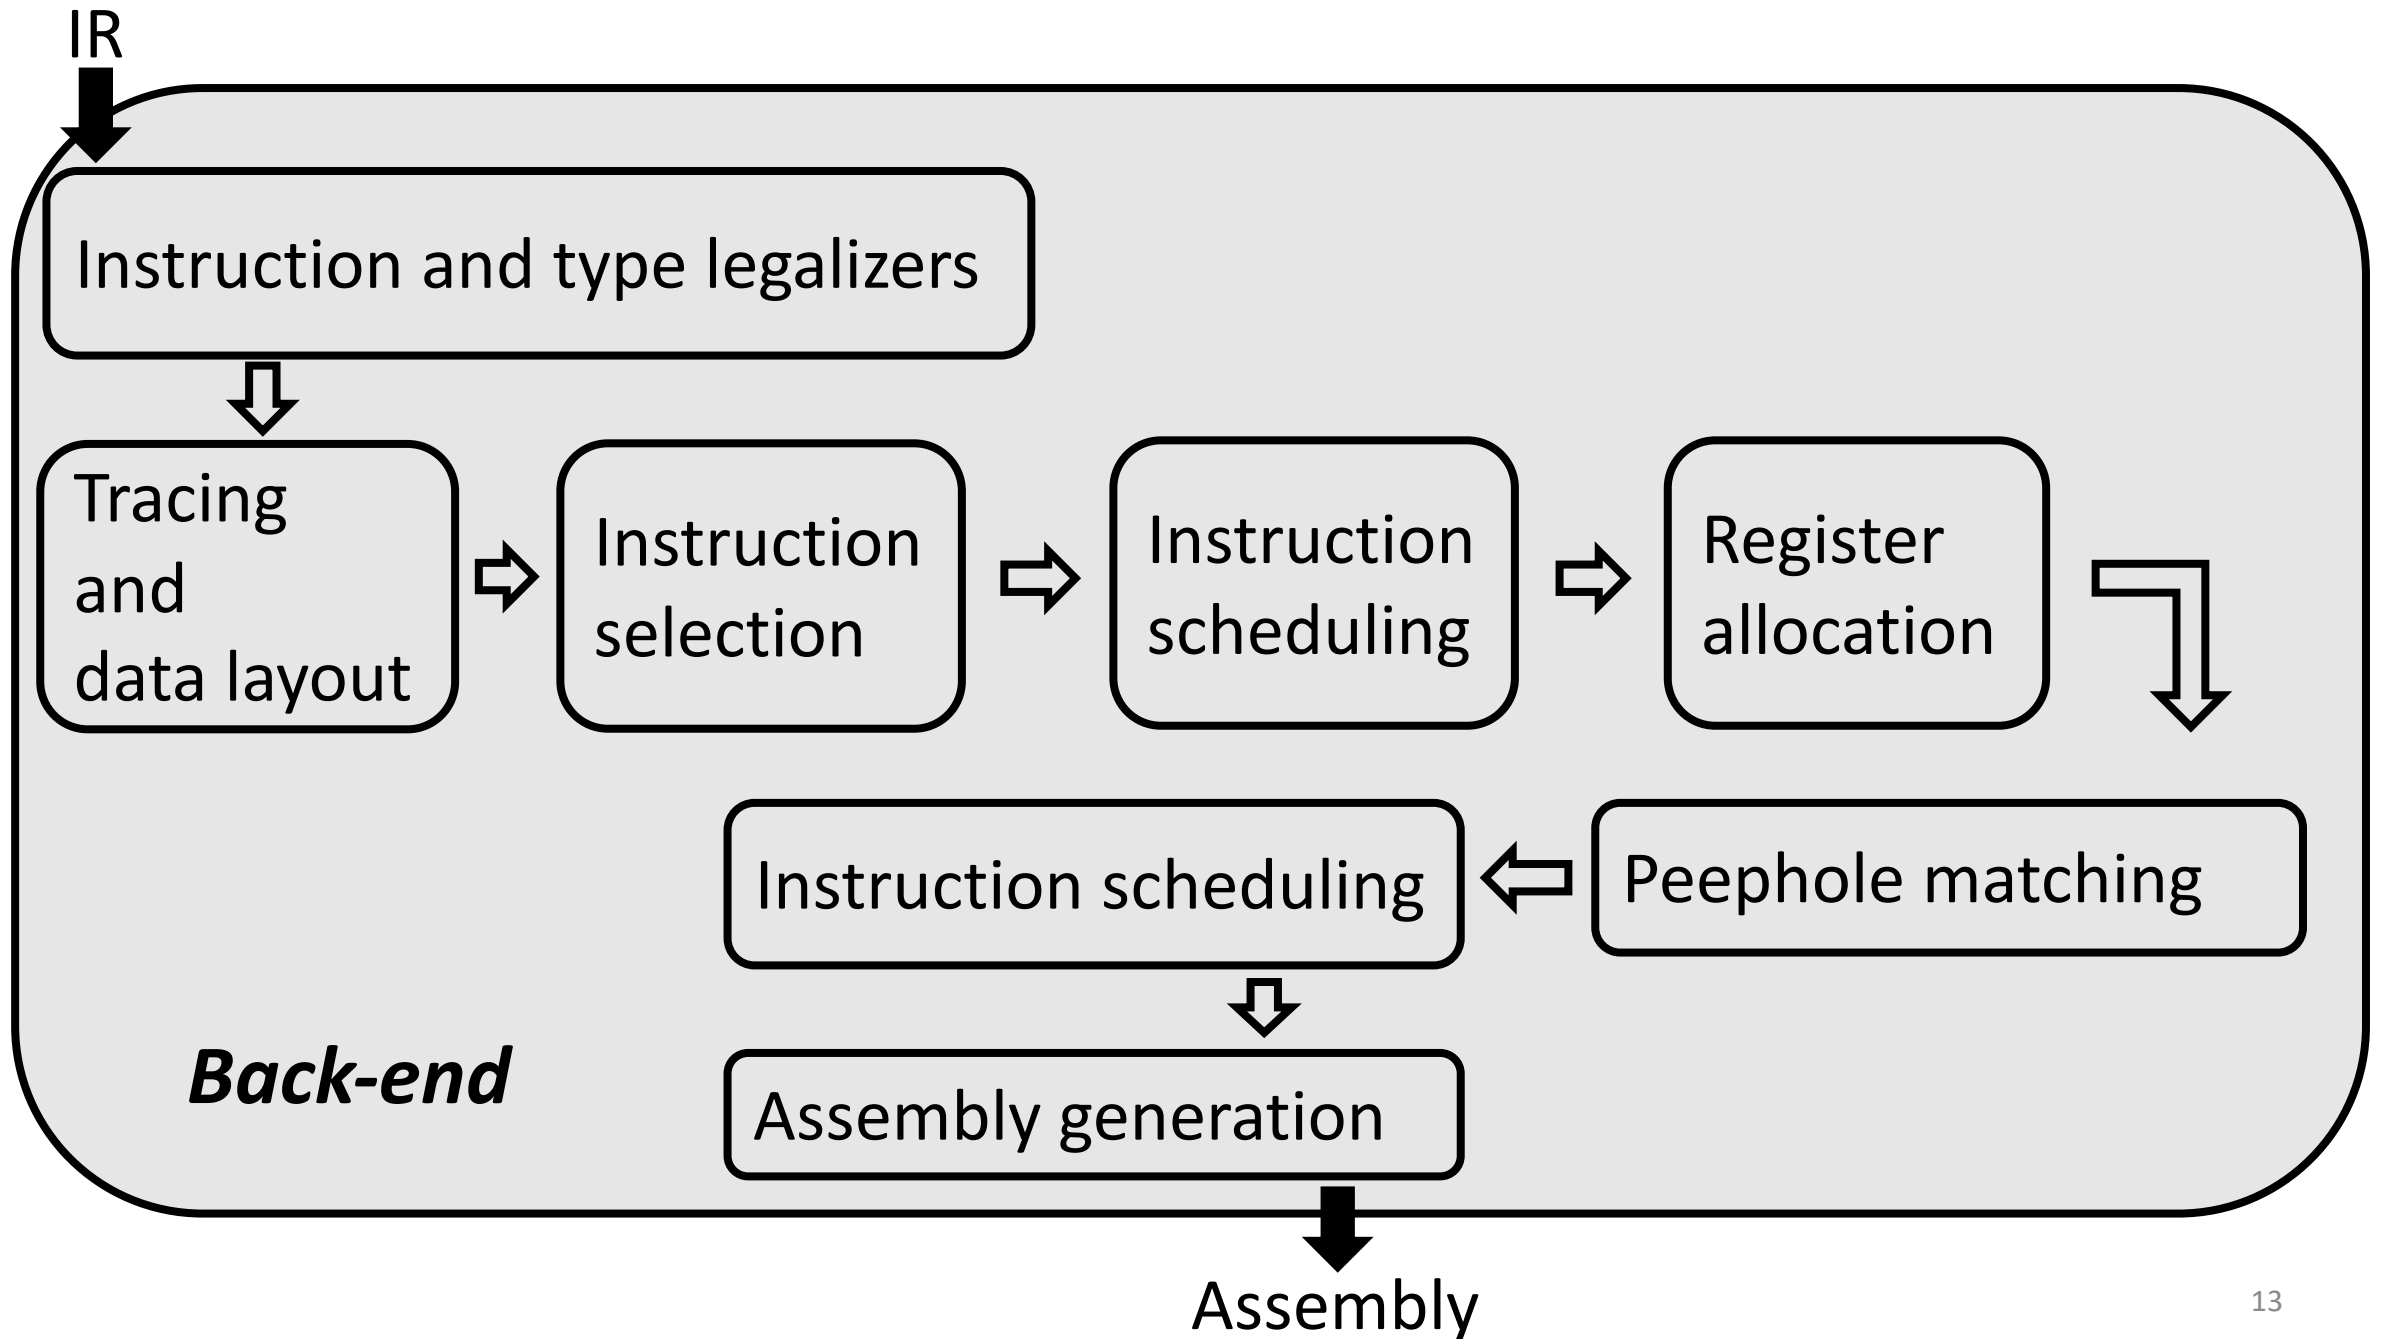 IR
Instruction and type legalizers
Tracing
and
data layout
Instruction
selection
Instruction
scheduling
Register
allocation
Peephole matching
Instruction scheduling
Assembly generation
Back-end
Assembly
13